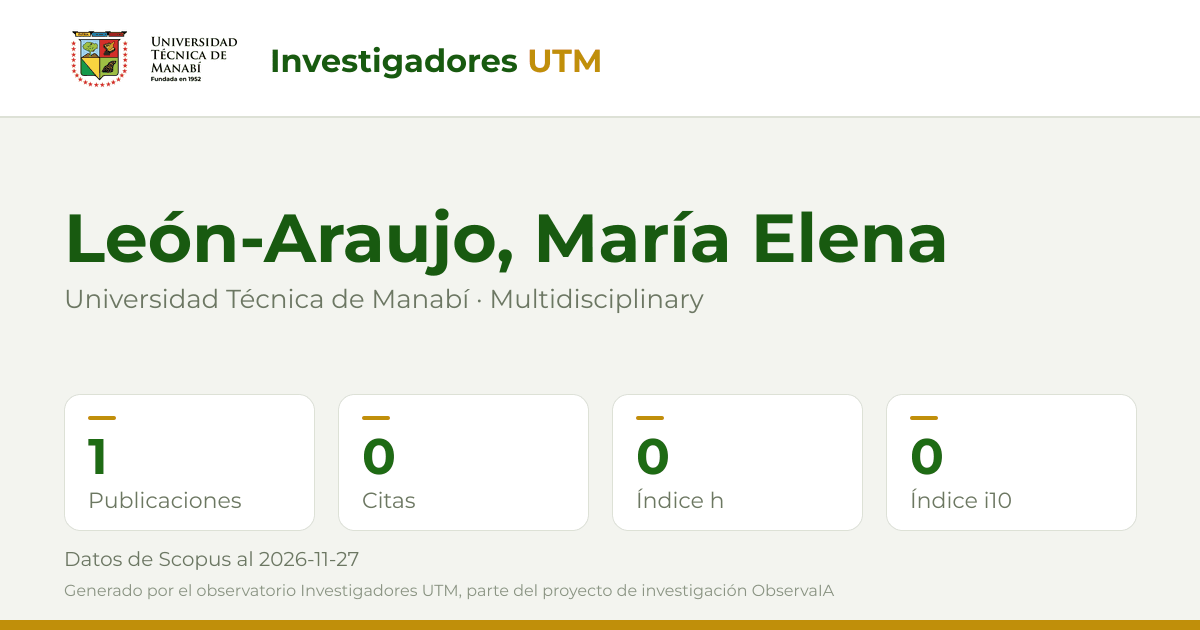 UNIVERSIDAD
TÉCNICA DE
MANABÍ
Fundada en 1952
Investigadores UTM
León-Araujo, María Elena
Universidad Técnica de Manabí · Multidisciplinary
1
Publicaciones
0
Citas
0
Índice h
0
Índice i10
Datos de Scopus al 2026-11-27
Generado por el observatorio Investigadores UTM, parte del proyecto de investigación ObservaIA